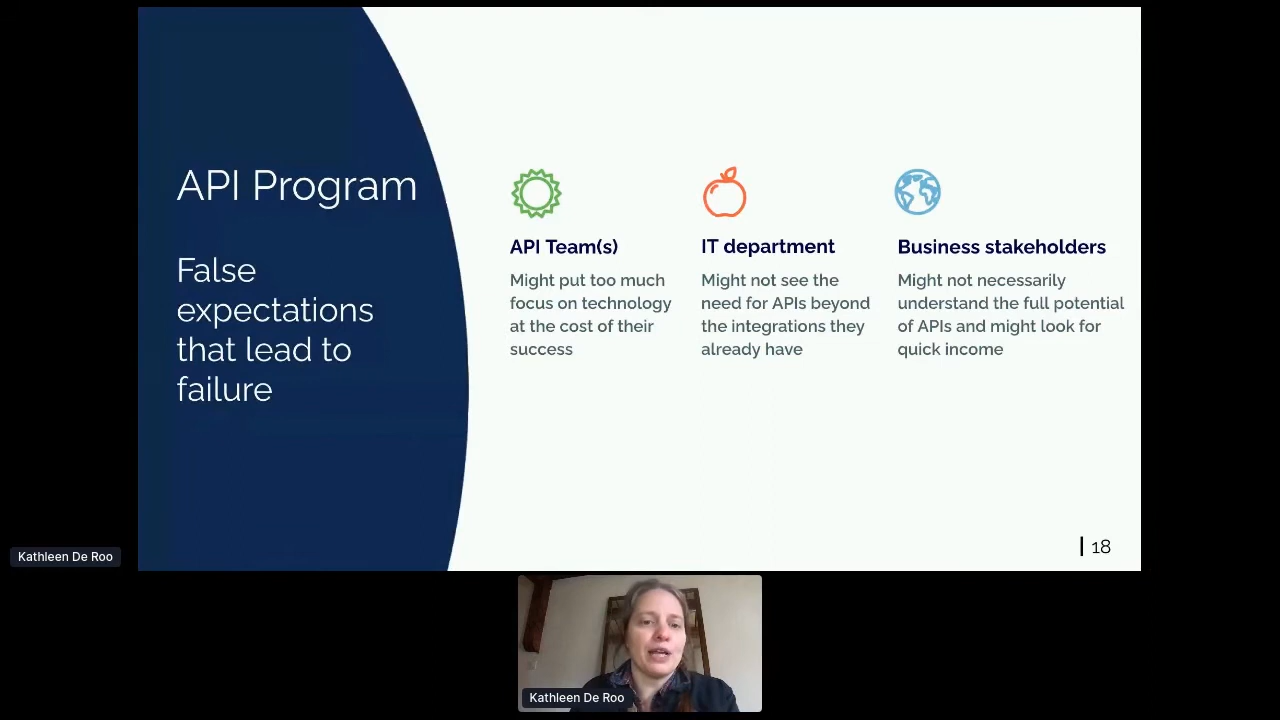 API Program
False
expectations
that lead to
failure
API Team(s)
Might put too much
focus on technology
at the cost of their
success
IT department
Might not see the
need for APIs beyond
the integrations they
already have
Business stakeholders
Might not necessarily
understand the full potential
of APIs and might look for
quick income
18
Kathleen De Roo
Kathleen De Roo